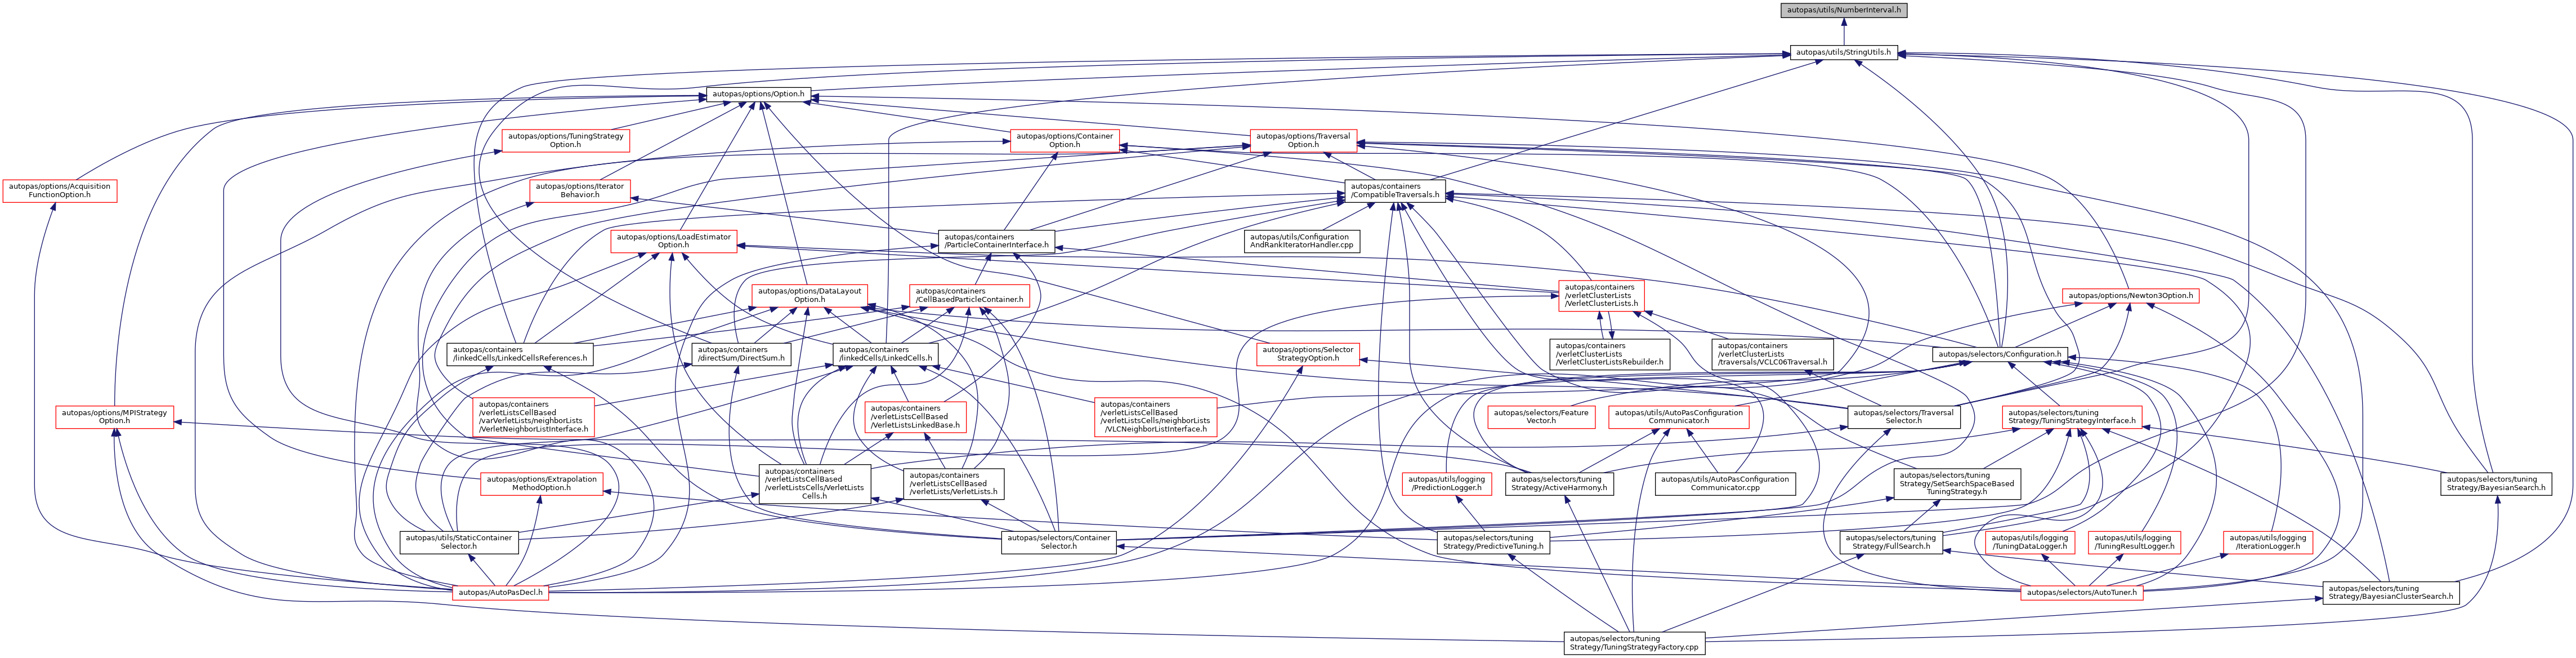 autopas/utils/NumberInterval.h
autopas/utils/StringUtils.h
autopas/options/Option.h
autopas/options/TuningStrategy
Option.h
autopas/options/Container
Option.h
autopas/options/Traversal
Option.h
autopas/options/Acquisition
FunctionOption.h
autopas/options/Iterator
Behavior.h
autopas/containers
/CompatibleTraversals.h
autopas/options/LoadEstimator
Option.h
autopas/containers
/ParticleContainerInterface.h
autopas/utils/Configuration
AndRankIteratorHandler.cpp
autopas/options/DataLayout
Option.h
autopas/containers
/CellBasedParticleContainer.h
autopas/containers
/verletClusterLists
/VerletClusterLists.h
autopas/options/Newton3Option.h
autopas/containers
/linkedCells/LinkedCellsReferences.h
autopas/containers
/directSum/DirectSum.h
autopas/containers
/linkedCells/LinkedCells.h
autopas/options/Selector
StrategyOption.h
autopas/containers
/verletClusterLists
/VerletClusterListsRebuilder.h
autopas/containers
/verletClusterLists
/traversals/VCLC06Traversal.h
autopas/selectors/Configuration.h
autopas/options/MPIStrategy
Option.h
autopas/containers
/verletListsCellBased
/varVerletLists/neighborLists
/VerletNeighborListInterface.h
autopas/containers
/verletListsCellBased
/VerletListsLinkedBase.h
autopas/containers
/verletListsCellBased
/verletListsCells/neighborLists
/VLCNeighborListInterface.h
autopas/selectors/Feature
Vector.h
autopas/utils/AutoPasConfiguration
Communicator.h
autopas/selectors/Traversal
Selector.h
autopas/selectors/tuning
Strategy/TuningStrategyInterface.h
autopas/options/Extrapolation
MethodOption.h
autopas/containers
/verletListsCellBased
/verletListsCells/VerletLists
Cells.h
autopas/containers
/verletListsCellBased
/verletLists/VerletLists.h
autopas/utils/logging
/PredictionLogger.h
autopas/selectors/tuning
Strategy/ActiveHarmony.h
autopas/utils/AutoPasConfiguration
Communicator.cpp
autopas/selectors/tuning
Strategy/SetSearchSpaceBased
TuningStrategy.h
autopas/selectors/tuning
Strategy/BayesianSearch.h
autopas/utils/StaticContainer
Selector.h
autopas/selectors/Container
Selector.h
autopas/selectors/tuning
Strategy/PredictiveTuning.h
autopas/selectors/tuning
Strategy/FullSearch.h
autopas/utils/logging
/TuningDataLogger.h
autopas/utils/logging
/TuningResultLogger.h
autopas/utils/logging
/IterationLogger.h
autopas/AutoPasDecl.h
autopas/selectors/AutoTuner.h
autopas/selectors/tuning
Strategy/BayesianClusterSearch.h
autopas/selectors/tuning
Strategy/TuningStrategyFactory.cpp